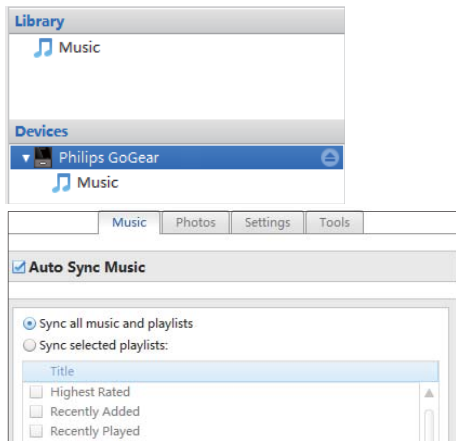 Library
Music
Devices
Philips GoGear
Music
Music Photos Settings Tools
Auto Sync Music
Sync all music and playlists
Sync selected playlists:
Title
Highest Rated
Recently Added
Recently Played